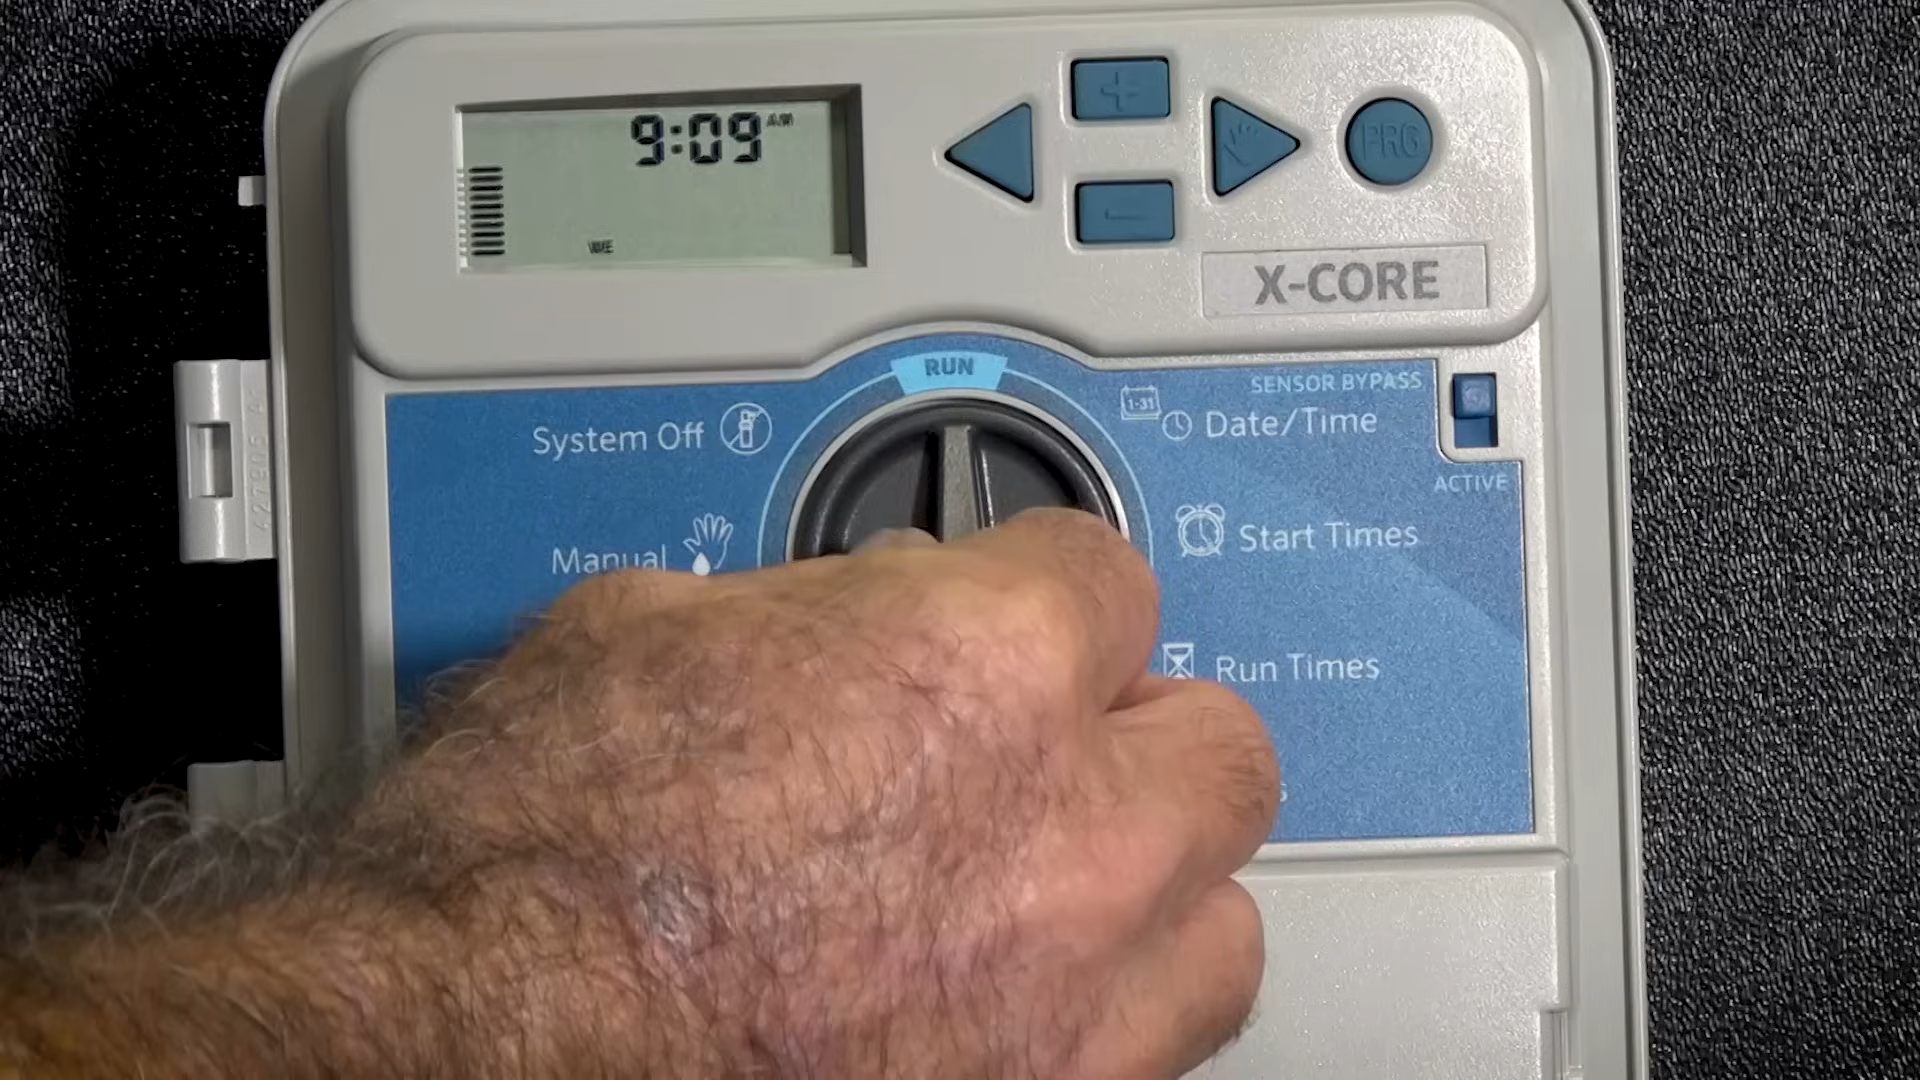 9:09 AM
WE
PRG
X-CORE
RUN
SENSOR BYPASS
1-31
Date/Time
System Off
ACTIVE
Start Times
Manual
Run Times